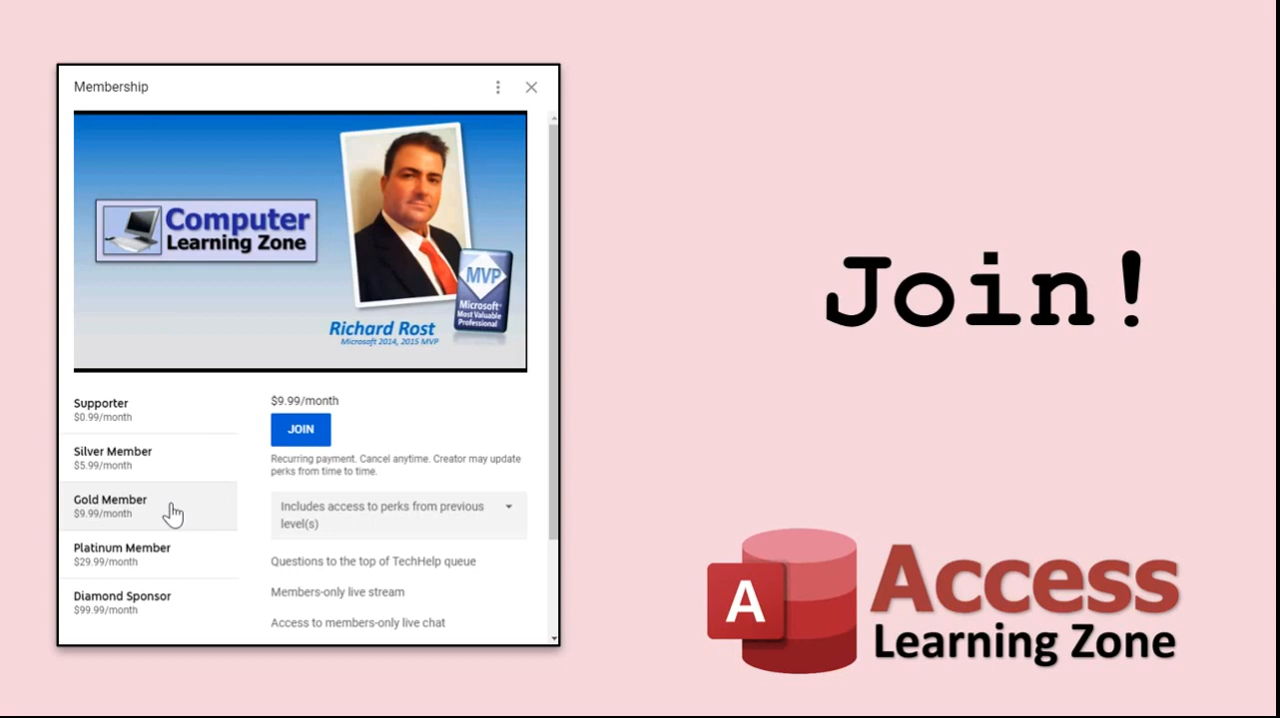 Membership
Computer
Learning Zone
MVP
Microsoft®
Most Valuable
Professional
Richard Rost
Microsoft 2014, 2015 MVP
Supporter
$0.99/month
Silver Member
$5.99/month
Gold Member
$9.99/month
Platinum Member
$29.99/month
Diamond Sponsor
$99.99/month
$9.99/month
JOIN
Recurring payment. Cancel anytime. Creator may update
perks from time to time.
Includes access to perks from previous
level(s)
Questions to the top of TechHelp queue
Members-only live stream
Access to members-only live chat
Join!
A
Access
Learning Zone